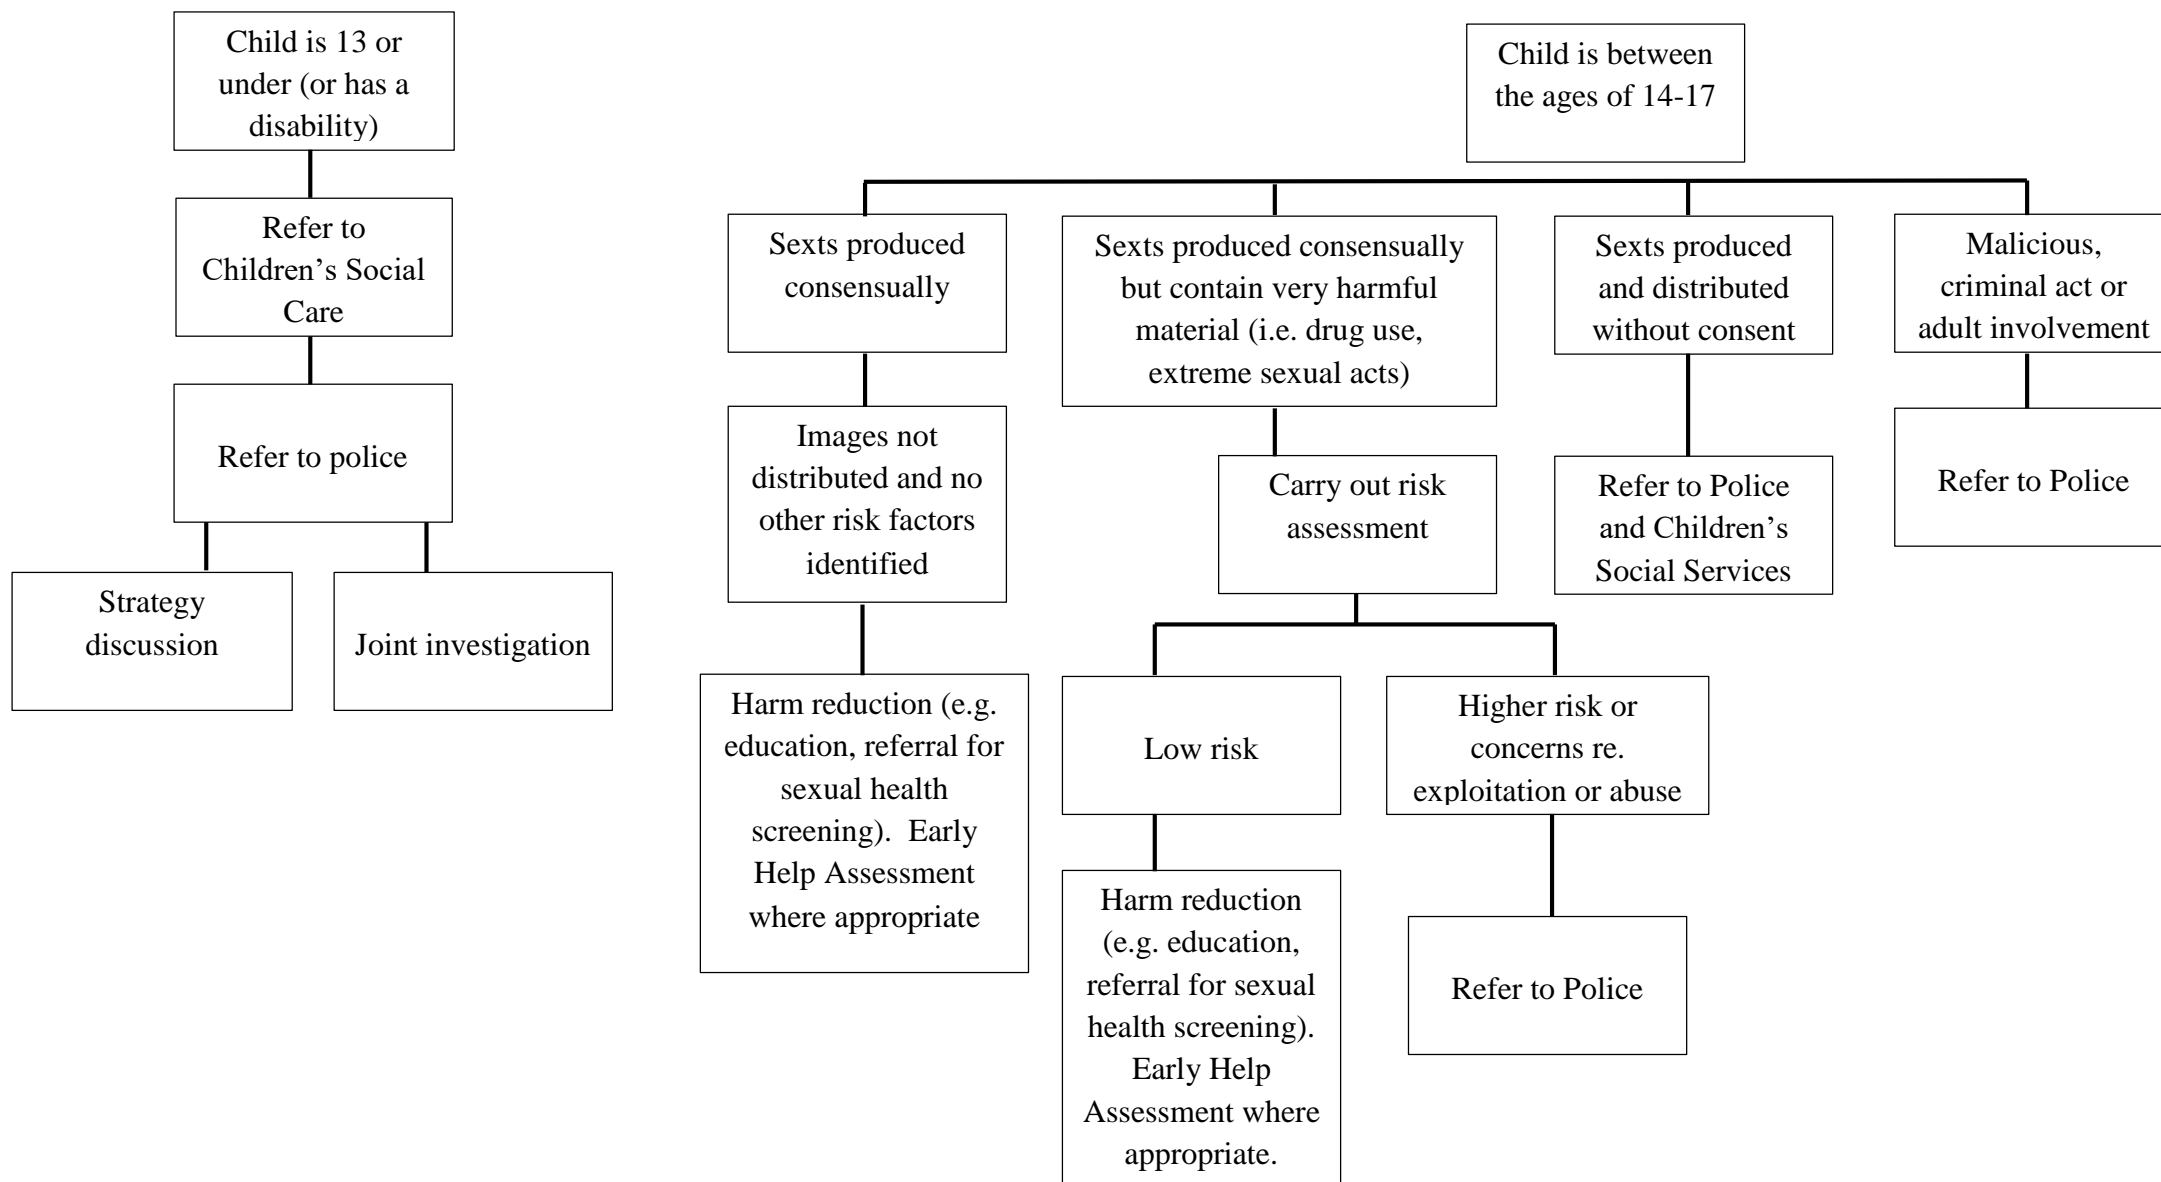 Child is 13 or
under (or has a
disability)
Refer to
Children’s Social
Care
Refer to police
Strategy
discussion
Joint investigation
Child is between
the ages of 14-17
Sexts produced
consensually
Images not
distributed and no
other risk factors
identified
Harm reduction (e.g.
education, referral for
sexual health
screening).  Early
Help Assessment
where appropriate
Sexts produced consensually
but contain very harmful
material (i.e. drug use,
extreme sexual acts)
Carry out risk
assessment
Low risk
Harm reduction
(e.g. education,
referral for sexual
health screening).
Early Help
Assessment where
appropriate.
Higher risk or
concerns re.
exploitation or abuse
Refer to Police
Sexts produced
and distributed
without consent
Refer to Police
and Children’s
Social Services
Malicious,
criminal act or
adult involvement
Refer to Police